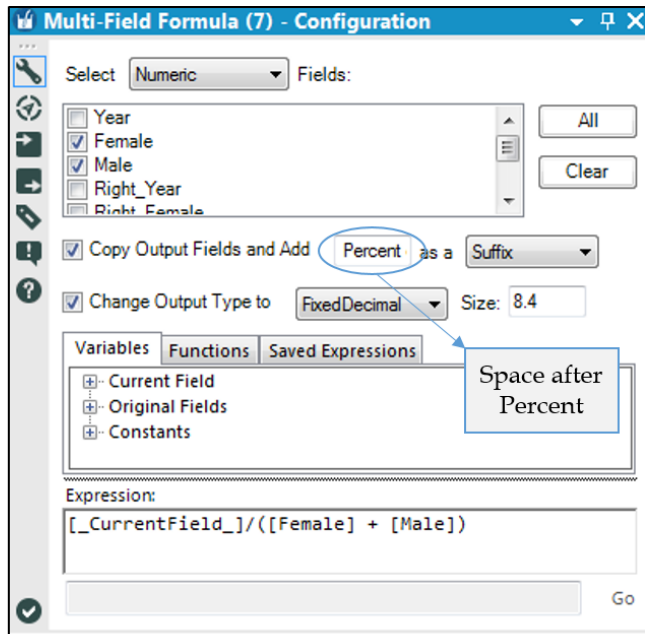 Multi-Field Formula (7) - Configuration
Select Numeric Fields:
Year
Female
Male
Right_Year
Right_Female
All
Clear
Copy Output Fields and Add Percent as a Suffix
Change Output Type to FixedDecimal Size: 8.4
Variables Functions Saved Expressions
Current Field
Original Fields
Constants
Space after
Percent
Expression:
[_CurrentField_]/([Female] + [Male])
Go